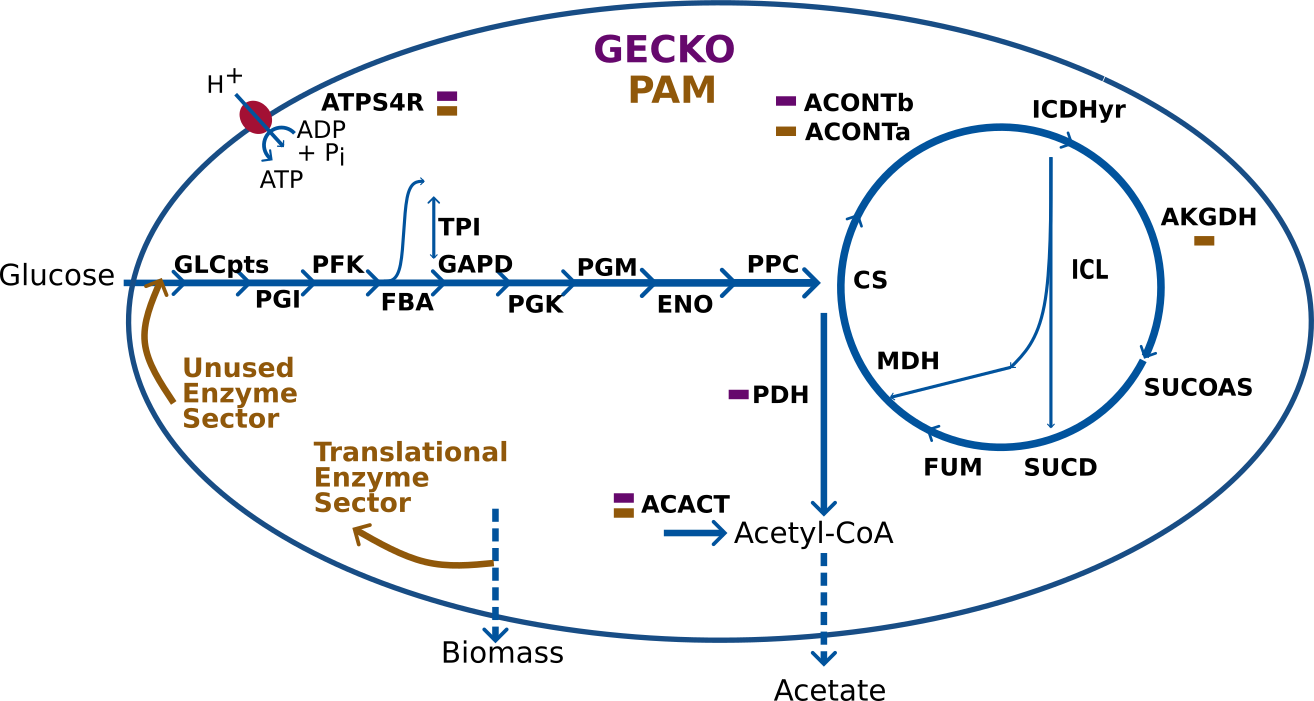 GECKO
PAM
H+
ATPS4R
ADP
+ Pi
ATP
ACONTb
ACONTa
ICDHyr
AKGDH
TPI
Glucose
GLCpts
PFK
GAPD
PGM
PPC
PGI
FBA
PGK
ENO
CS
ICL
MDH
SUCOAS
FUM
SUCD
PDH
Unused
Enzyme
Sector
Translational
Enzyme
Sector
ACACT
Acetyl-CoA
Biomass
Acetate